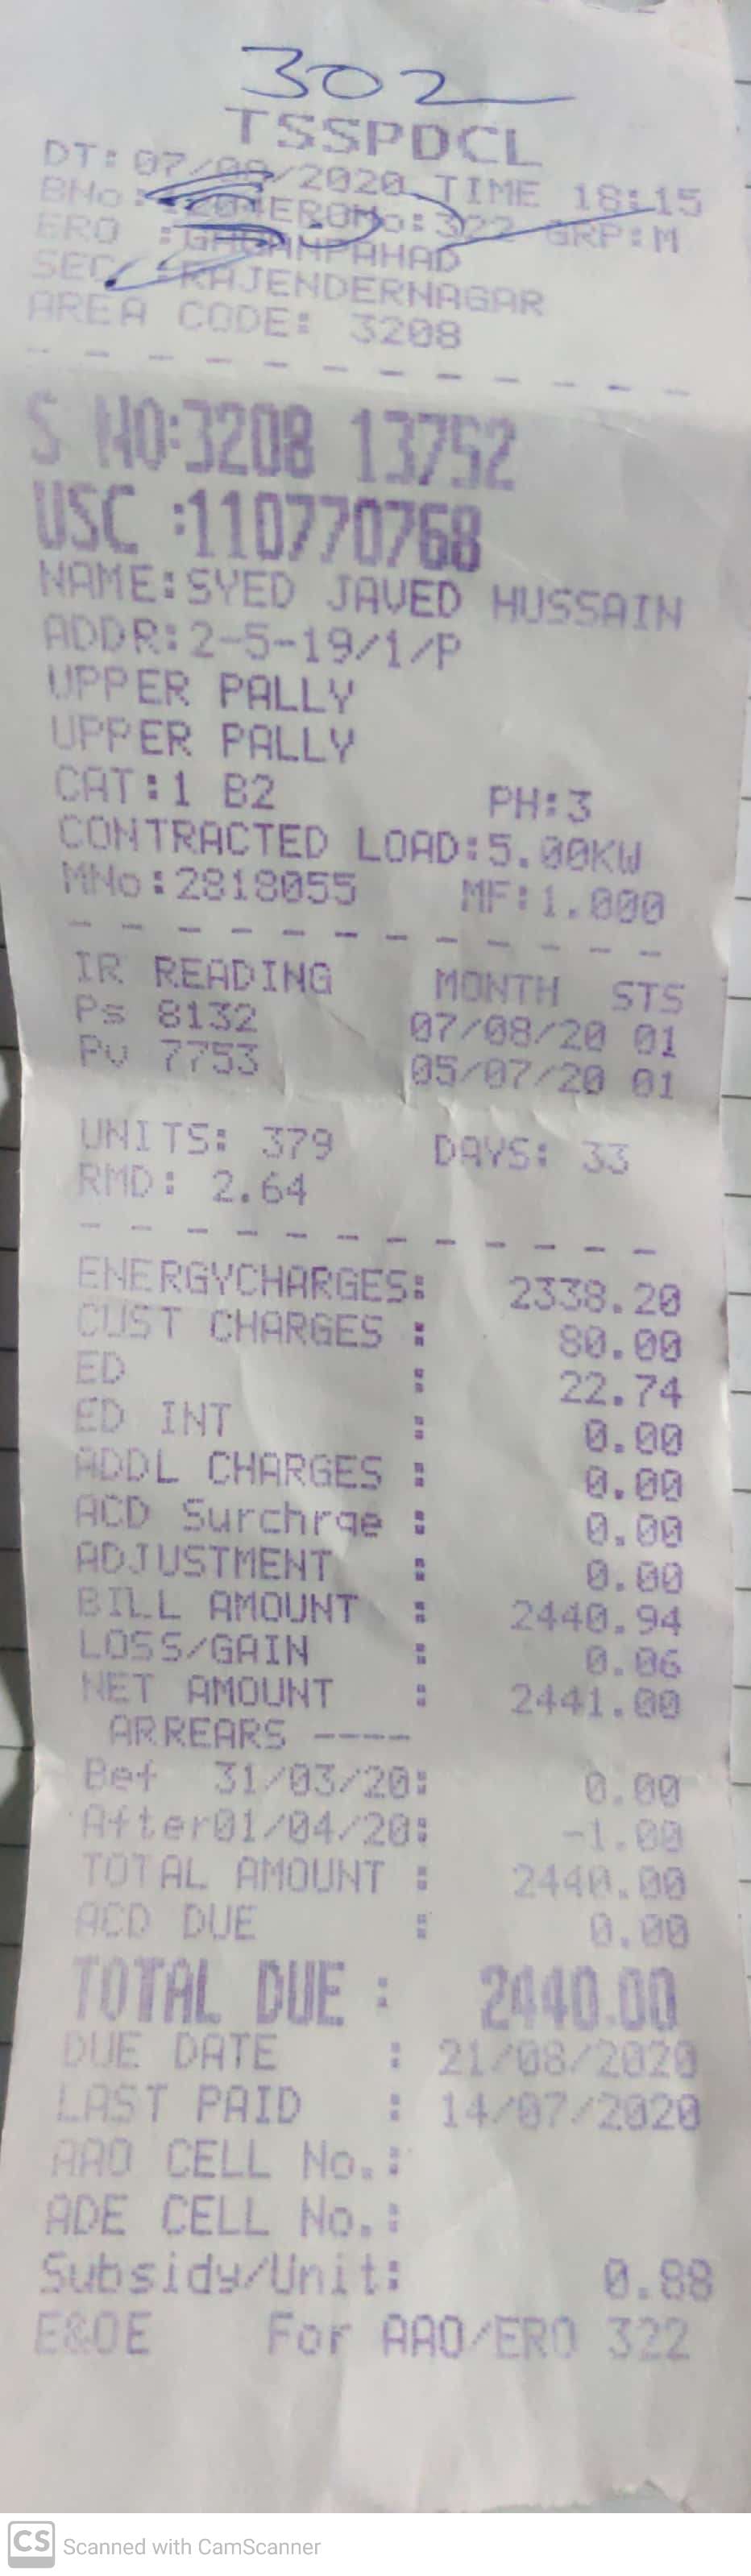 302
TSSPDCL
DT:07/08/2020 TIME 18:15
BNo: ERONo:322 GRP:M
ERO :GAGANPAHAD
SEC :RAJENDERNAGAR
AREA CODE: 3208
S NO:3208 13752
USC :110770768
NAME:SYED JAVED HUSSAIN
ADDR:2-5-19/1/P
UPPER PALLY
UPPER PALLY
CAT:1 B2 PH:3
CONTRACTED LOAD:5.00KW
MNo:2818055 MF:1.000
IR READING MONTH STS
Ps 8132 07/08/20 01
Pv 7753 05/07/20 01
UNITS: 379 DAYS: 33
RMD: 2.64
ENERGYCHARGES: 2338.20
CUST CHARGES : 80.00
ED : 22.74
ED INT : 0.00
ADDL CHARGES : 0.00
ACD Surchrge : 0.00
ADJUSTMENT : 0.00
BILL AMOUNT : 2440.94
LOSS/GAIN : 0.06
NET AMOUNT : 2441.00
ARREARS ----
Bef 31/03/20: 0.00
After01/04/20: -1.00
TOTAL AMOUNT : 2440.00
ACD DUE : 0.00
TOTAL DUE : 2440.00
DUE DATE : 21/08/2020
LAST PAID : 14/07/2020
AAO CELL No.:
ADE CELL No.:
Subsidy/Unit: 0.88
E&OE For AAO/ERO 322
CS Scanned with CamScanner